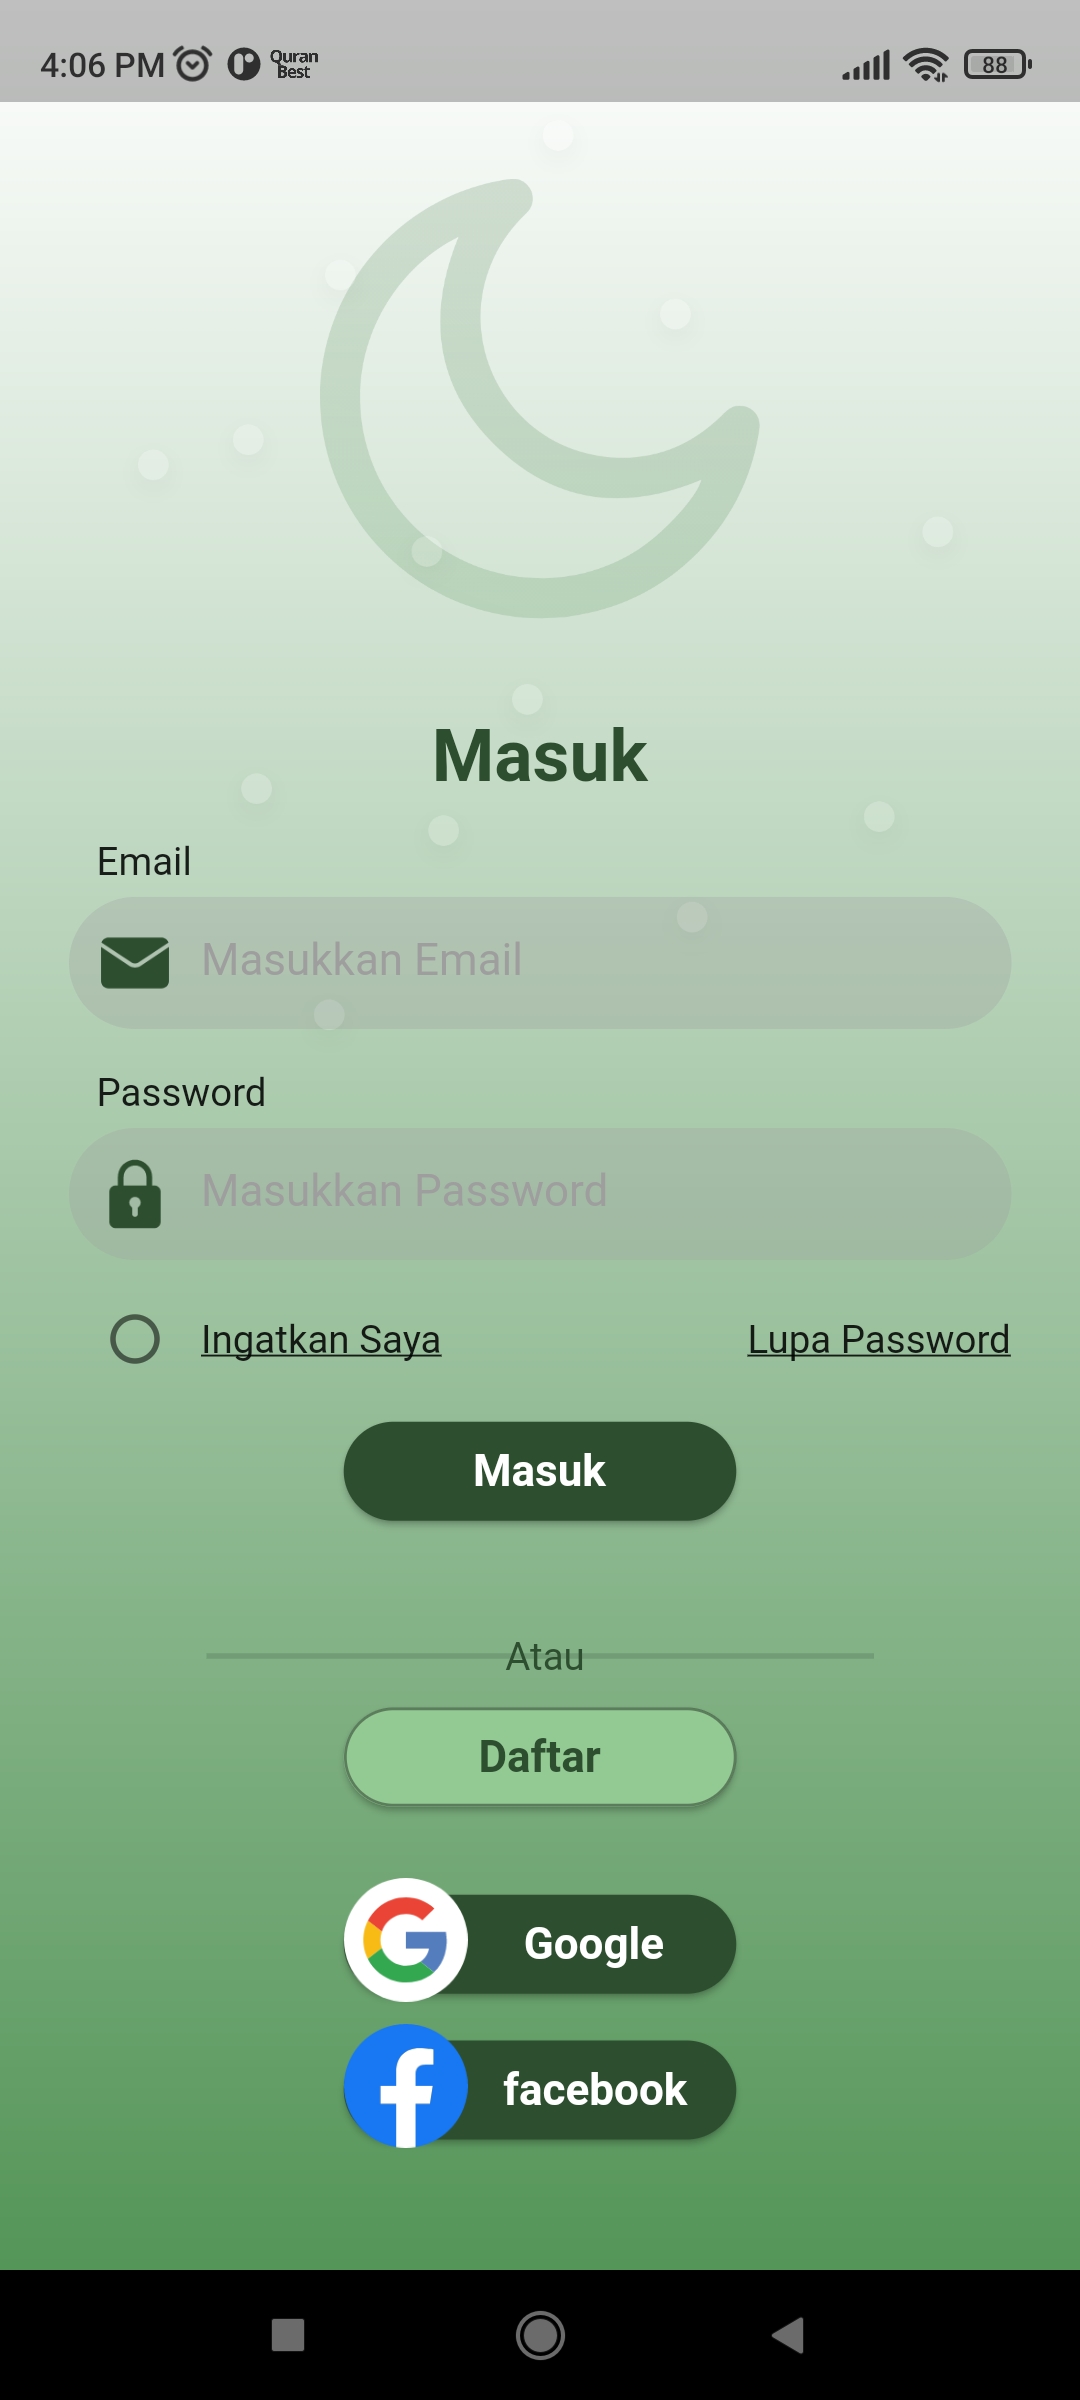 4:06 PM Quran Best 88
Masuk
Email
Masukkan Email
Password
Masukkan Password
Ingatkan Saya Lupa Password
Masuk
Atau
Daftar
Google
facebook